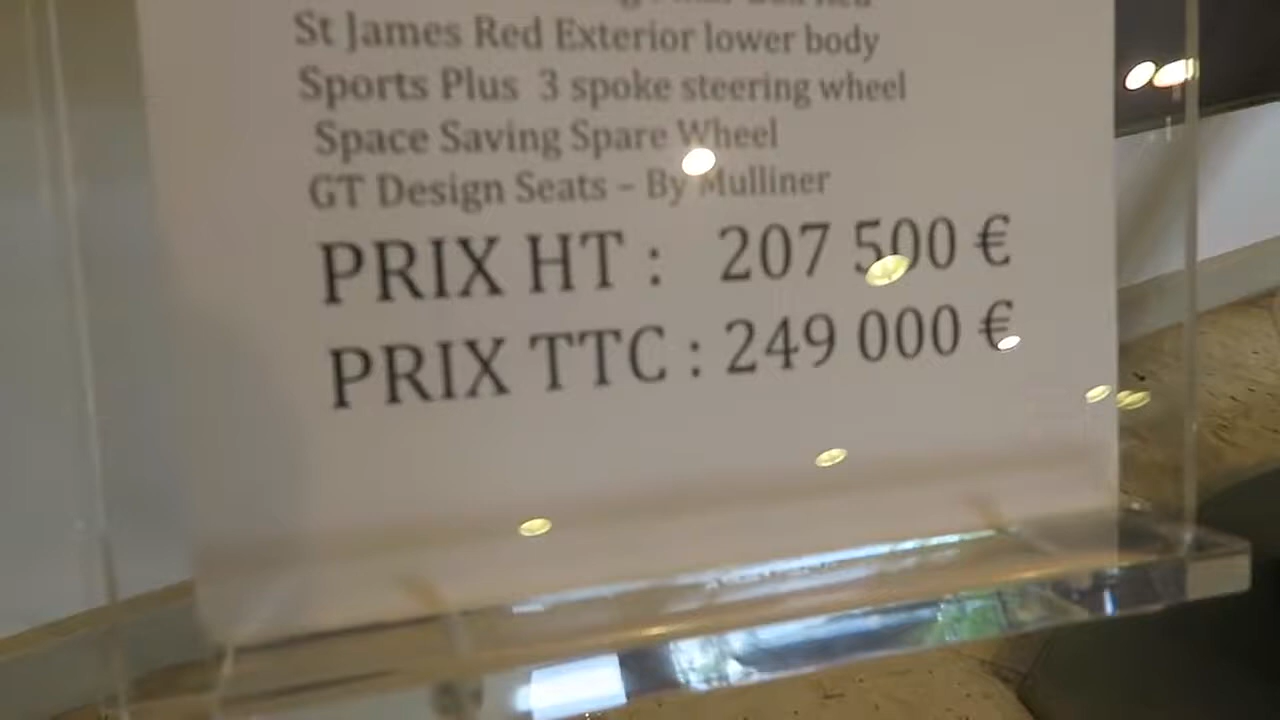 St James Red Exterior lower body
Sports Plus 3 spoke steering wheel
Space Saving Spare Wheel
GT Design Seats – By Mulliner
PRIX HT : 207 500 €
PRIX TTC : 249 000 €